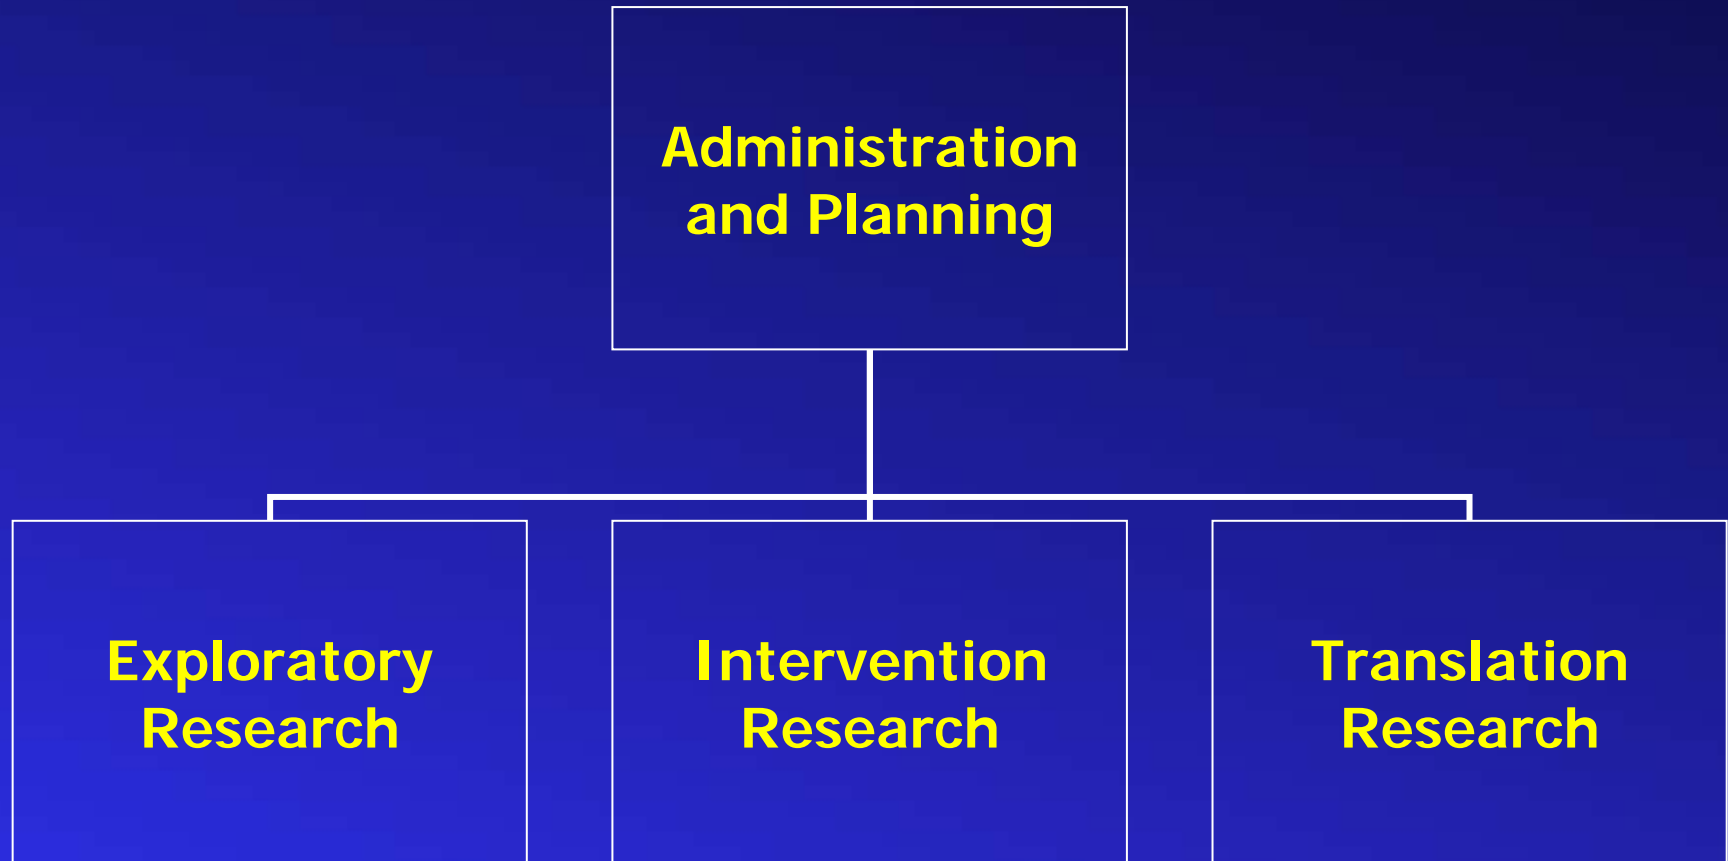 Administration
and Planning
Exploratory
Research
Intervention
Research
Translation
Research